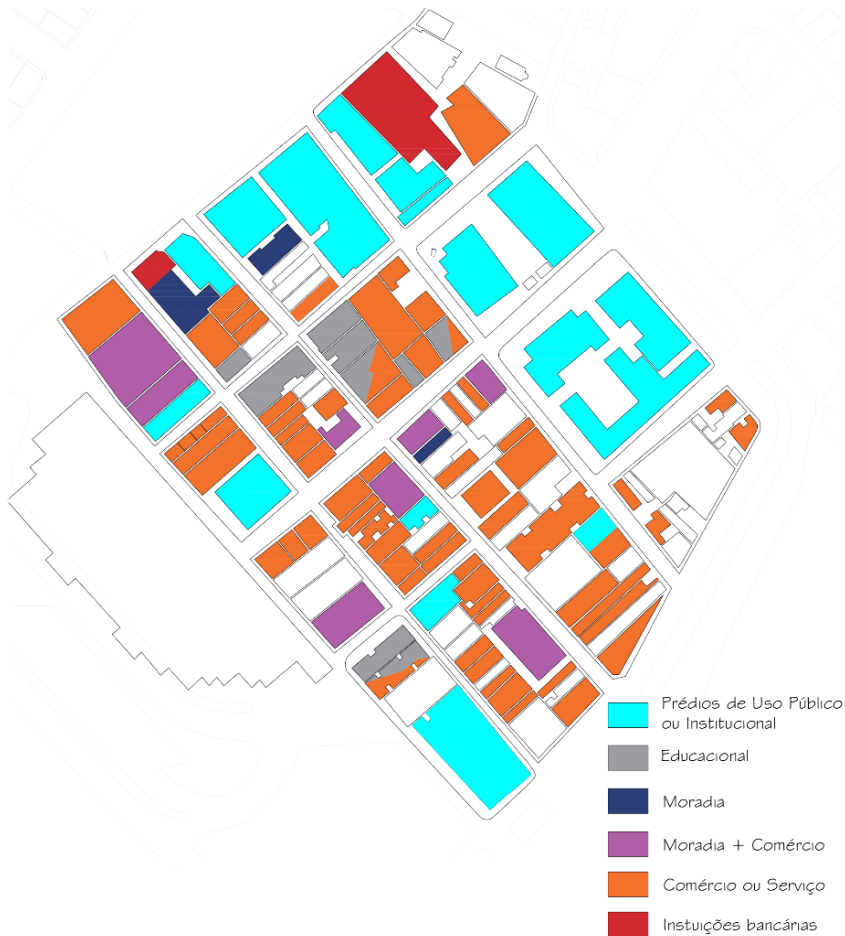 Prédios de Uso Público
ou Institucional
Educacional
Moradia
Moradia + Comércio
Comércio ou Serviço
Instuições bancárias